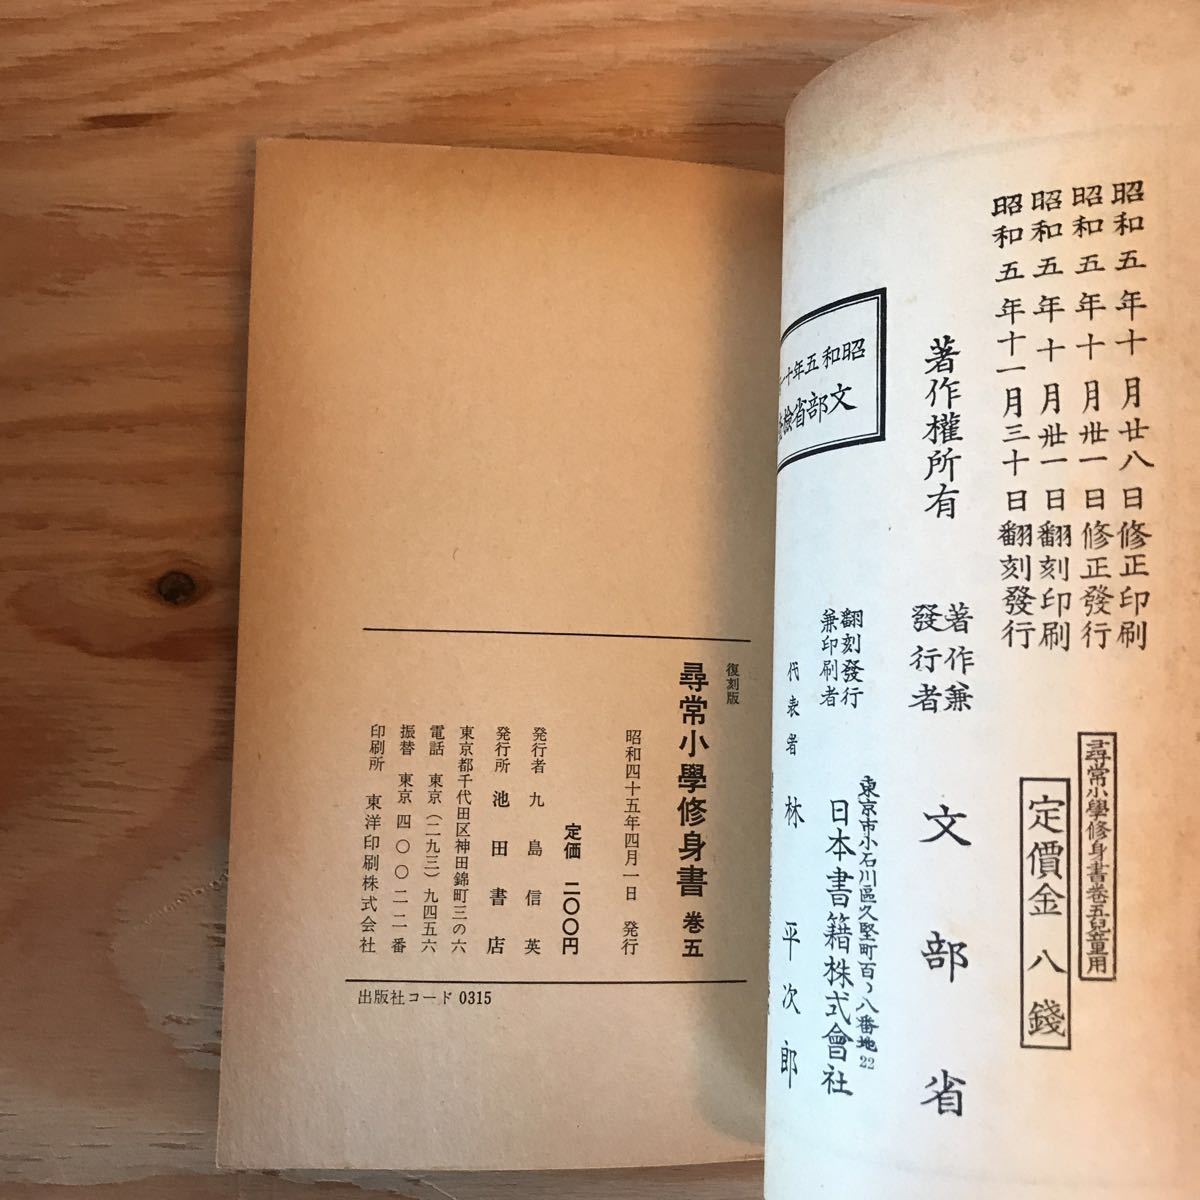 昭和五年十月廿八日修正印刷
昭和五年十月卅一日修正發行
昭和五年十月卅一日翻刻印刷
昭和五年十一月三十日翻刻發行
尋常小學修身書卷五兒童用
定價金八錢
著作權所有
著作兼
發行者
文部省
昭和五年十
文部省檢
翻刻發行
兼印刷者
東京市小石川區久堅町百八番地
22
日本書籍株式會社
代表者 林平次郎
復刻版
尋常小學修身書 巻五
昭和四十五年四月一日 発行
定価 二〇〇円
発行者 九島信英
発行所 池田書店
東京都千代田区神田錦町三の六
電話 東京(二九三)九四五六
振替 東京 四〇〇二一番
印刷所 東洋印刷株式会社
出版社コード 0315